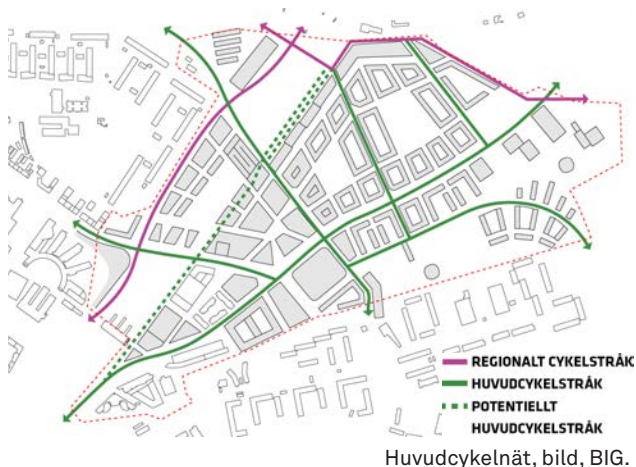 REGIONALT CYKELSTRÅK
HUVUDCYKELSTRÅK
POTENTIELLT
HUVUDCYKELSTRÅK
Huvudcykelnät, bild, BIG.